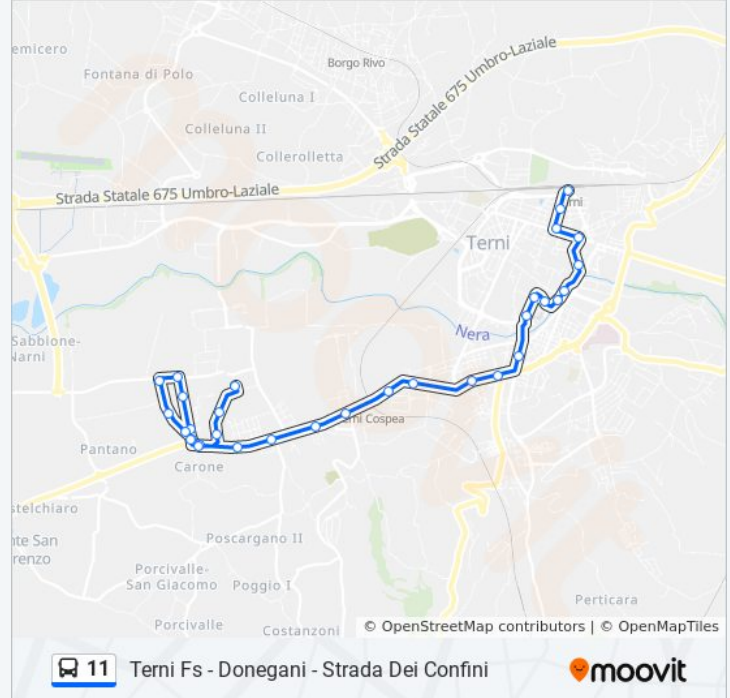 emicero
Borgo Rivo
Fontana di Polo
Strada Statale 675 Umbro-Laziale
Colleluna I
Colleluna II
Collerolletta
Strada Statale 675 Umbro-Laziale
Terni
Nera
Sabbione-
Narni
Cospea
Pantano
Carone
stelchiaro
Poscargano II
nte San
renzo
Porcivalle-
San Giacomo
Poggio I
Perticara
Porcivalle
Costanzoni
© OpenStreetMap contributors | © OpenMapTiles
11 Terni Fs - Donegani - Strada Dei Confini
moovit